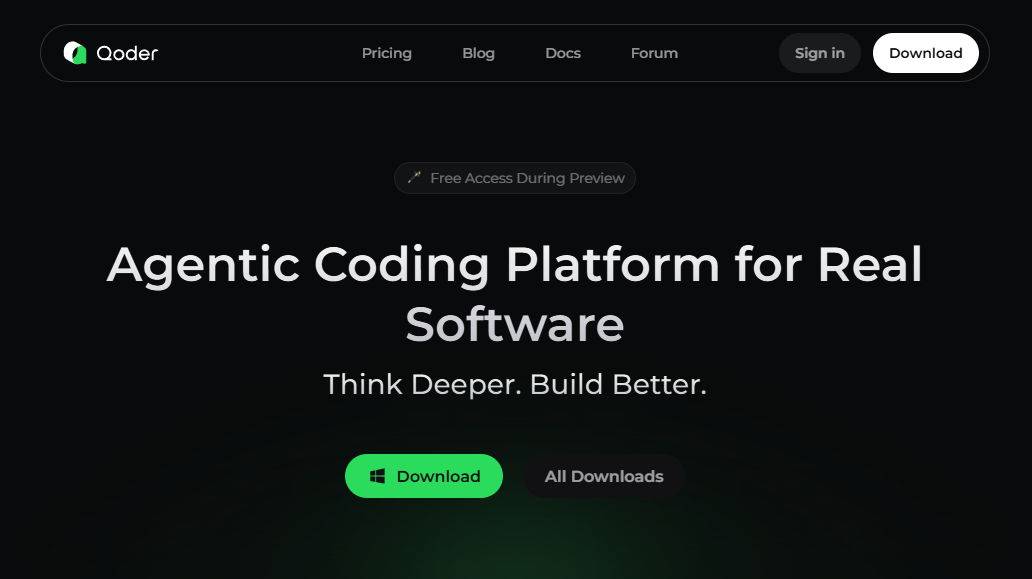 Qoder
Pricing
Blog
Docs
Forum
Sign in
Download
Free Access During Preview
Agentic Coding Platform for Real
Software
Think Deeper. Build Better.
Download
All Downloads